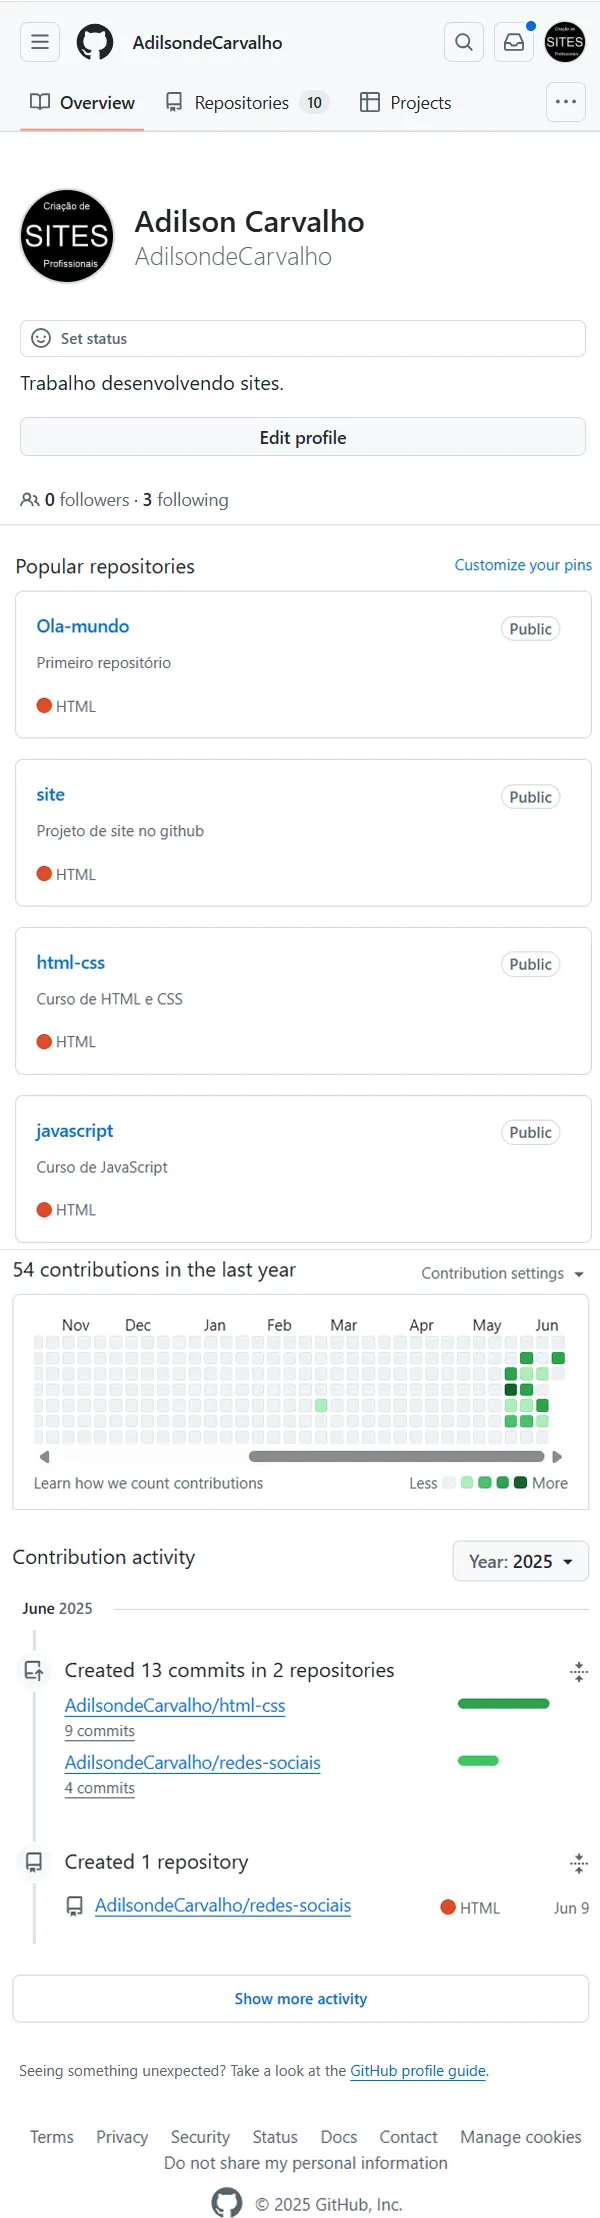 AdilsondeCarvalho
Criação de
SITES
Profissionais
Overview Repositories 10 Projects
Criação de
SITES
Profissionais
Adilson Carvalho
AdilsondeCarvalho
Set status
Trabalho desenvolvendo sites.
Edit profile
0 followers · 3 following
Popular repositories Customize your pins
Ola-mundo Public
Primeiro repositório
HTML
site Public
Projeto de site no github
HTML
html-css Public
Curso de HTML e CSS
HTML
javascript Public
Curso de JavaScript
HTML
54 contributions in the last year Contribution settings
Nov Dec Jan Feb Mar Apr May Jun
Learn how we count contributions Less More
Contribution activity Year: 2025
June 2025
Created 13 commits in 2 repositories
AdilsondeCarvalho/html-css
9 commits
AdilsondeCarvalho/redes-sociais
4 commits
Created 1 repository
AdilsondeCarvalho/redes-sociais HTML Jun 9
Show more activity
Seeing something unexpected? Take a look at the GitHub profile guide.
Terms Privacy Security Status Docs Contact Manage cookies
Do not share my personal information
© 2025 GitHub, Inc.